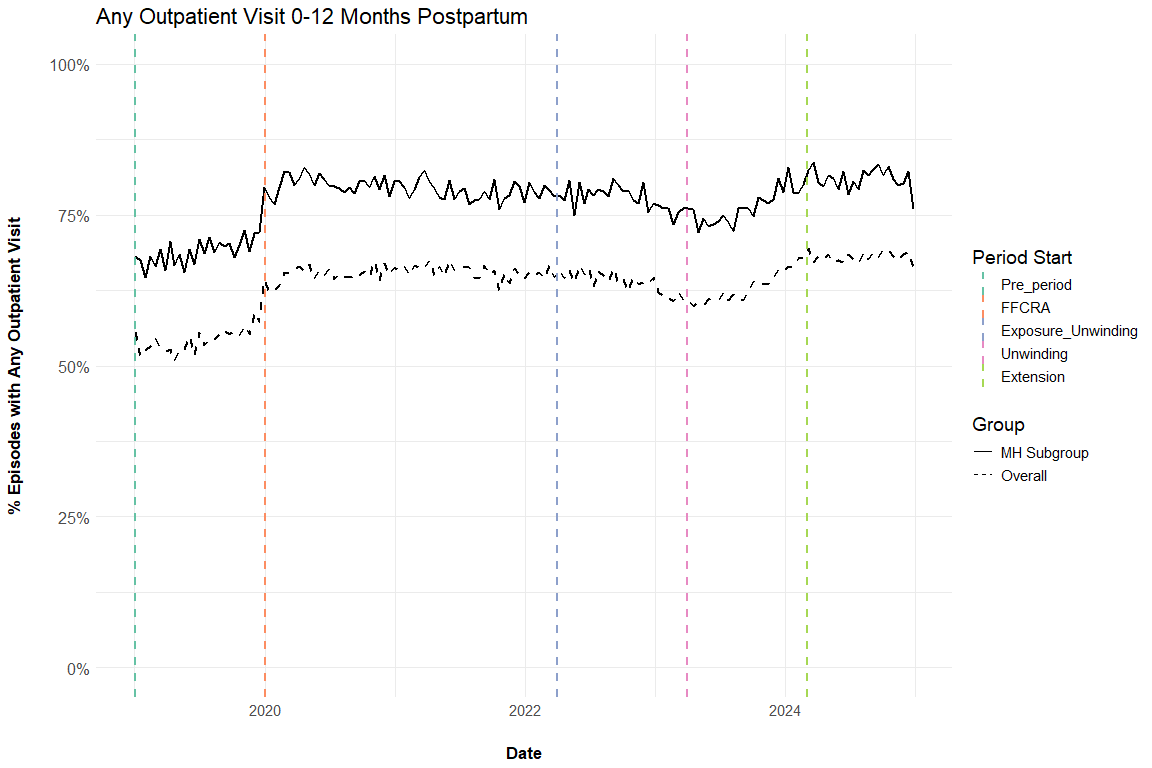 Any Outpatient Visit 0-12 Months Postpartum
% Episodes with Any Outpatient Visit
100%
75%
50%
25%
0%
2020
2022
2024
Date
Period Start
Pre_period
FFCRA
Exposure_Unwinding
Unwinding
Extension
Group
MH Subgroup
Overall